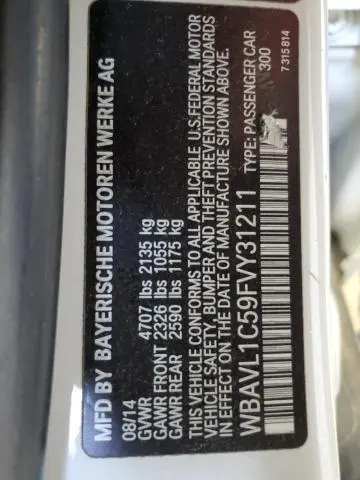 MFD BY BAYERISCHE MOTOREN WERKE AG
08/14
GVWR 4707 lbs 2135 kg
GAWR FRONT 2326 lbs 1055 kg
GAWR REAR 2590 lbs 1175 kg
THIS VEHICLE CONFORMS TO ALL APPLICABLE U.S FEDERAL MOTOR
VEHICLE SAFETY, BUMPER AND THEFT PREVENTION STANDARDS
IN EFFECT ON THE DATE OF MANUFACTURE SHOWN ABOVE.
WBAVL1C59FVY31211 TYPE: PASSENGER CAR
300
7315814